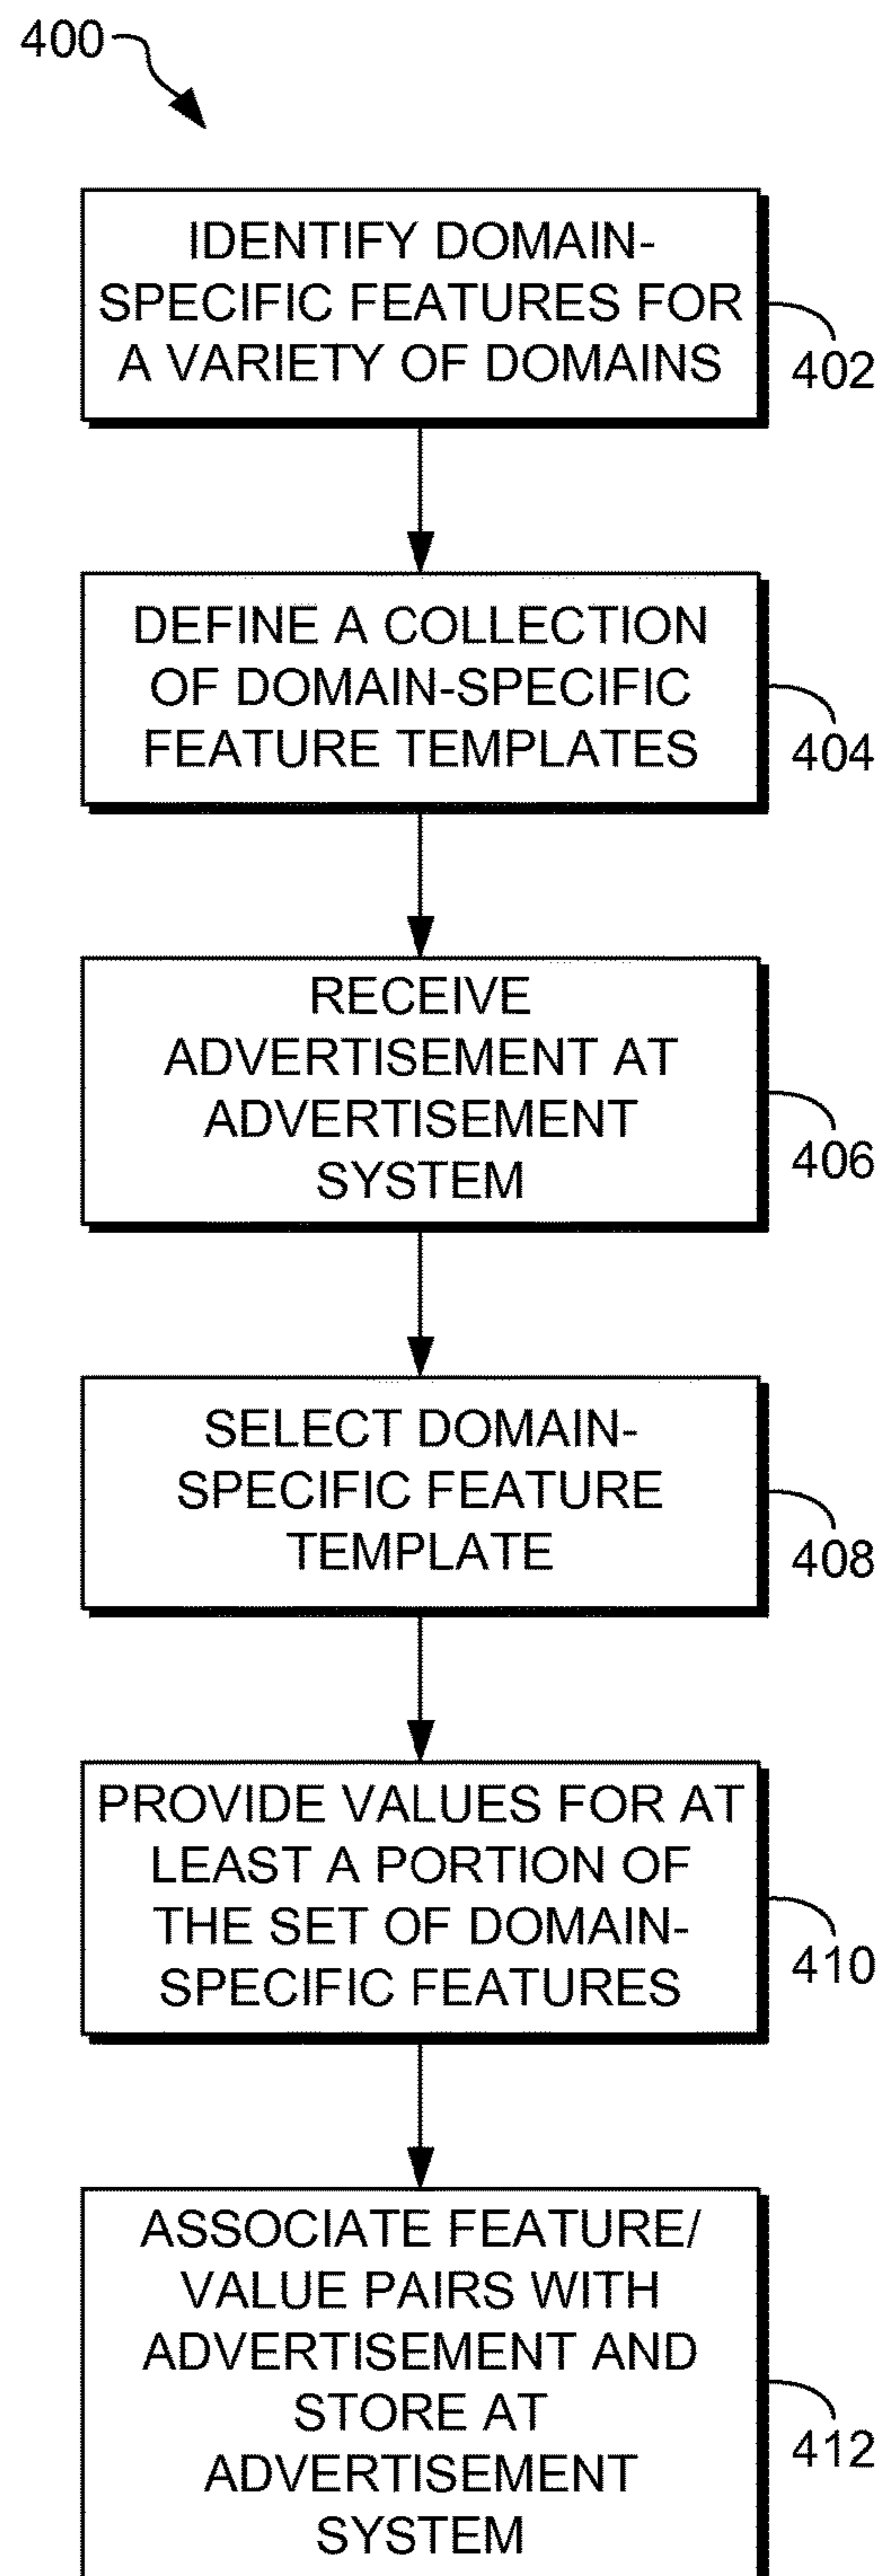 400
IDENTIFY DOMAIN-
SPECIFIC FEATURES FOR
A VARIETY OF DOMAINS
402
DEFINE A COLLECTION
OF DOMAIN-SPECIFIC
FEATURE TEMPLATES
404
RECEIVE
ADVERTISEMENT AT
ADVERTISEMENT
SYSTEM
406
SELECT DOMAIN-
SPECIFIC FEATURE
TEMPLATE
408
PROVIDE VALUES FOR AT
LEAST A PORTION OF
THE SET OF DOMAIN-
SPECIFIC FEATURES
410
ASSOCIATE FEATURE/
VALUE PAIRS WITH
ADVERTISEMENT AND
STORE AT
ADVERTISEMENT
SYSTEM
412